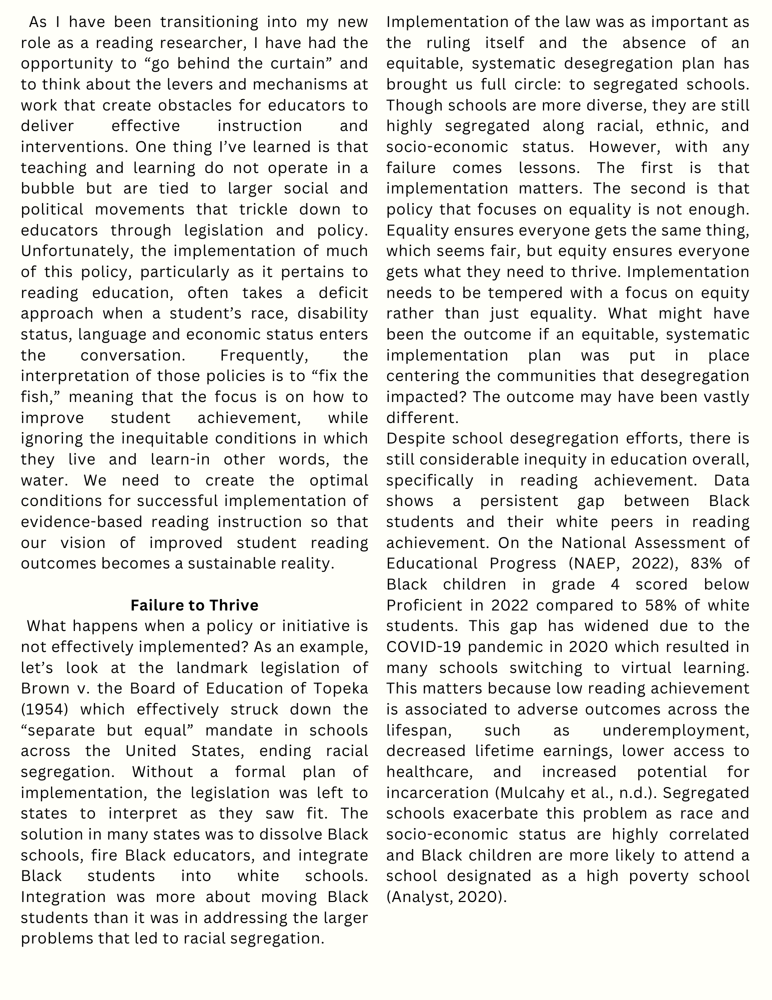 As I have been transitioning into my new
role as a reading researcher, I have had the
opportunity to “go behind the curtain” and
to think about the levers and mechanisms at
work that create obstacles for educators to
deliver effective instruction and
interventions. One thing I’ve learned is that
teaching and learning do not operate in a
bubble but are tied to larger social and
political movements that trickle down to
educators through legislation and policy.
Unfortunately, the implementation of much
of this policy, particularly as it pertains to
reading education, often takes a deficit
approach when a student’s race, disability
status, language and economic status enters
the conversation. Frequently, the
interpretation of those policies is to “fix the
fish,” meaning that the focus is on how to
improve student achievement, while
ignoring the inequitable conditions in which
they live and learn-in other words, the
water. We need to create the optimal
conditions for successful implementation of
evidence-based reading instruction so that
our vision of improved student reading
outcomes becomes a sustainable reality.
Failure to Thrive
What happens when a policy or initiative is
not effectively implemented? As an example,
let’s look at the landmark legislation of
Brown v. the Board of Education of Topeka
(1954) which effectively struck down the
“separate but equal” mandate in schools
across the United States, ending racial
segregation. Without a formal plan of
implementation, the legislation was left to
states to interpret as they saw fit. The
solution in many states was to dissolve Black
schools, fire Black educators, and integrate
Black students into white schools.
Integration was more about moving Black
students than it was in addressing the larger
problems that led to racial segregation.
Implementation of the law was as important as
the ruling itself and the absence of an
equitable, systematic desegregation plan has
brought us full circle: to segregated schools.
Though schools are more diverse, they are still
highly segregated along racial, ethnic, and
socio-economic status. However, with any
failure comes lessons. The first is that
implementation matters. The second is that
policy that focuses on equality is not enough.
Equality ensures everyone gets the same thing,
which seems fair, but equity ensures everyone
gets what they need to thrive. Implementation
needs to be tempered with a focus on equity
rather than just equality. What might have
been the outcome if an equitable, systematic
implementation plan was put in place
centering the communities that desegregation
impacted? The outcome may have been vastly
different.
Despite school desegregation efforts, there is
still considerable inequity in education overall,
specifically in reading achievement. Data
shows a persistent gap between Black
students and their white peers in reading
achievement. On the National Assessment of
Educational Progress (NAEP, 2022), 83% of
Black children in grade 4 scored below
Proficient in 2022 compared to 58% of white
students. This gap has widened due to the
COVID-19 pandemic in 2020 which resulted in
many schools switching to virtual learning.
This matters because low reading achievement
is associated to adverse outcomes across the
lifespan, such as underemployment,
decreased lifetime earnings, lower access to
healthcare, and increased potential for
incarceration (Mulcahy et al., n.d.). Segregated
schools exacerbate this problem as race and
socio-economic status are highly correlated
and Black children are more likely to attend a
school designated as a high poverty school
(Analyst, 2020).